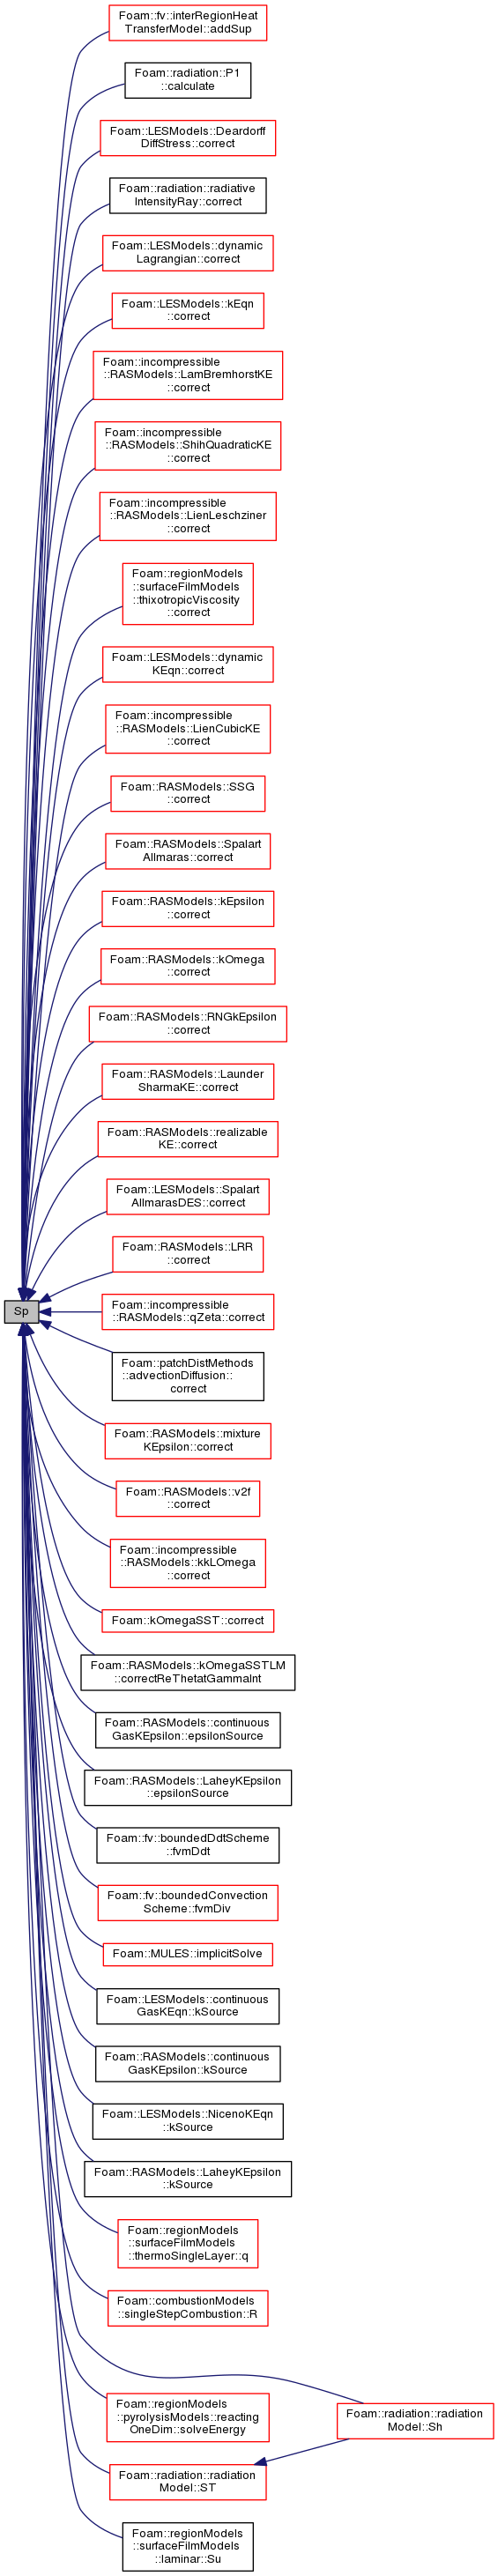 Foam::fv::interRegionHeat
TransferModel::addSup
Foam::radiation::P1
::calculate
Foam::LESModels::Deardorff
DiffStress::correct
Foam::radiation::radiative
IntensityRay::correct
Foam::LESModels::dynamic
Lagrangian::correct
Foam::LESModels::kEqn
::correct
Foam::incompressible
::RASModels::LamBremhorstKE
::correct
Foam::incompressible
::RASModels::ShihQuadraticKE
::correct
Foam::incompressible
::RASModels::LienLeschziner
::correct
Foam::regionModels
::surfaceFilmModels
::thixotropicViscosity
::correct
Foam::LESModels::dynamic
KEqn::correct
Foam::incompressible
::RASModels::LienCubicKE
::correct
Foam::RASModels::SSG
::correct
Foam::RASModels::Spalart
Allmaras::correct
Foam::RASModels::kEpsilon
::correct
Foam::RASModels::kOmega
::correct
Foam::RASModels::RNGkEpsilon
::correct
Foam::RASModels::Launder
SharmaKE::correct
Foam::RASModels::realizable
KE::correct
Foam::LESModels::Spalart
AllmarasDES::correct
Foam::RASModels::LRR
::correct
Sp
Foam::incompressible
::RASModels::qZeta::correct
Foam::patchDistMethods
::advectionDiffusion::
correct
Foam::RASModels::mixture
KEpsilon::correct
Foam::RASModels::v2f
::correct
Foam::incompressible
::RASModels::kkLOmega
::correct
Foam::kOmegaSST::correct
Foam::RASModels::kOmegaSSTLM
::correctReThetatGammaInt
Foam::RASModels::continuous
GasKEpsilon::epsilonSource
Foam::RASModels::LaheyKEpsilon
::epsilonSource
Foam::fv::boundedDdtScheme
::fvmDdt
Foam::fv::boundedConvection
Scheme::fvmDiv
Foam::MULES::implicitSolve
Foam::LESModels::continuous
GasKEqn::kSource
Foam::RASModels::continuous
GasKEpsilon::kSource
Foam::LESModels::NicenoKEqn
::kSource
Foam::RASModels::LaheyKEpsilon
::kSource
Foam::regionModels
::surfaceFilmModels
::thermoSingleLayer::q
Foam::combustionModels
::singleStepCombustion::R
Foam::regionModels
::pyrolysisModels::reacting
OneDim::solveEnergy
Foam::radiation::radiation
Model::Sh
Foam::radiation::radiation
Model::ST
Foam::regionModels
::surfaceFilmModels
::laminar::Su